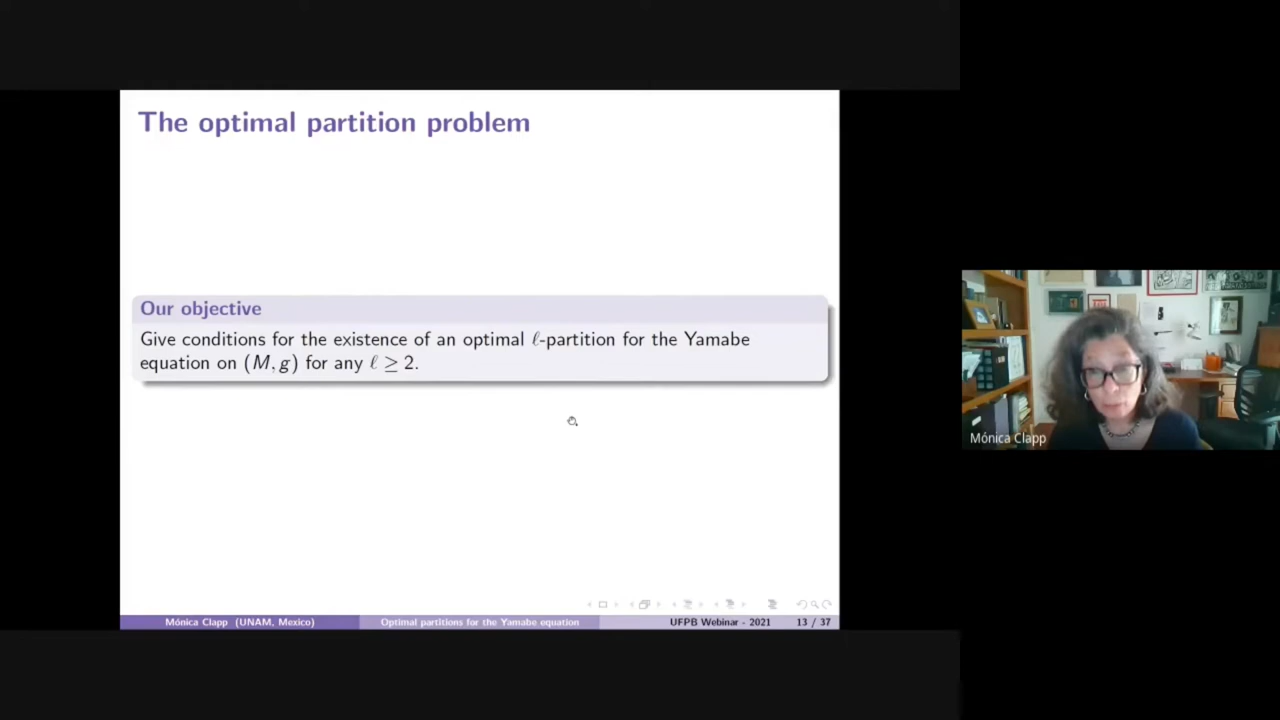 The optimal partition problem
Our objective
Give conditions for the existence of an optimal ℓ-partition for the Yamabe
equation on (M, g) for any ℓ ≥ 2.
Mónica Clapp (UNAM, Mexico)
Optimal partitions for the Yamabe equation
UFPB Webinar - 2021
13 / 37
Mónica Clapp